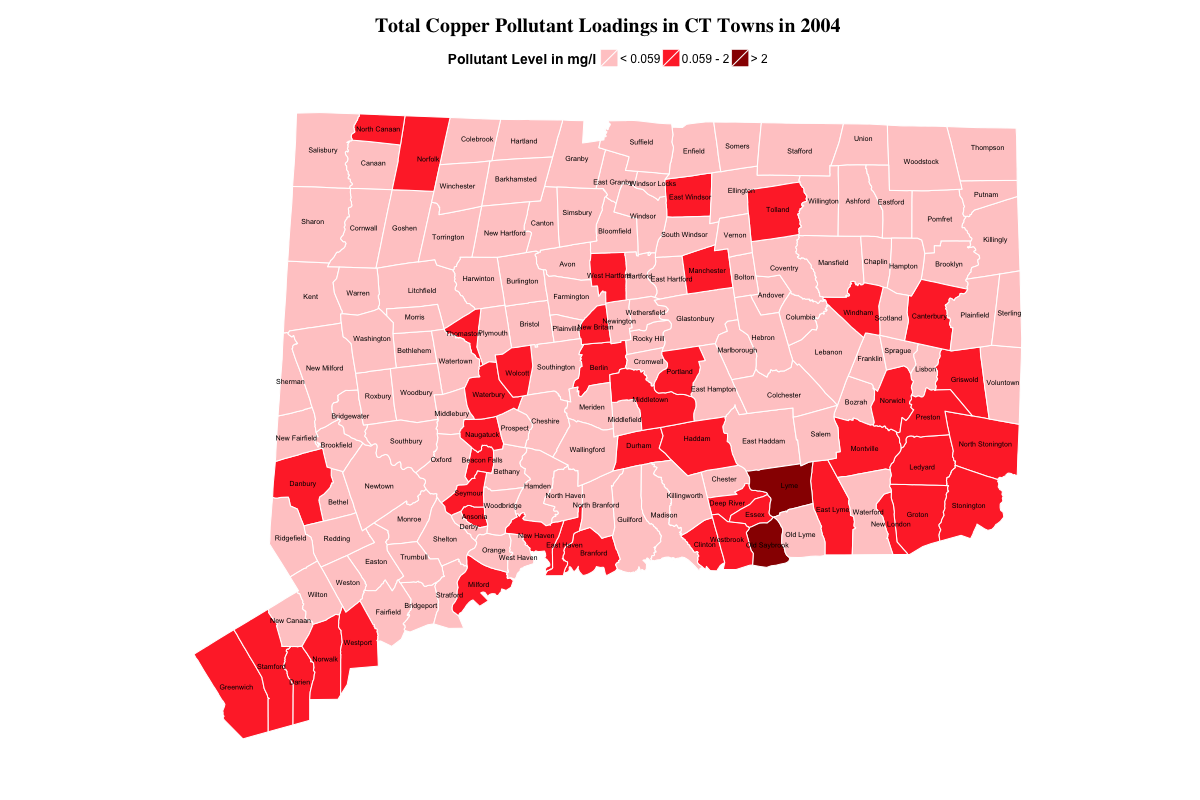 Total Copper Pollutant Loadings in CT Towns in 2004
Pollutant Level in mg/l < 0.059 0.059 - 2 > 2
North Canaan
Salisbury
Canaan
Norfolk
Colebrook
Hartland
Granby
Suffield
Enfield
Somers
Stafford
Union
Woodstock
Thompson
Winchester
Barkhamsted
East Granby
Windsor Locks
East Windsor
Ellington
Tolland
Willington
Ashford
Eastford
Putnam
Pomfret
Sharon
Cornwall
Goshen
Torrington
New Hartford
Canton
Simsbury
Bloomfield
Windsor
South Windsor
Vernon
Killingly
Kent
Warren
Litchfield
Harwinton
Burlington
Avon
Farmington
West Hartford
Hartford
East Hartford
Manchester
Bolton
Coventry
Mansfield
Chaplin
Hampton
Brooklyn
Andover
Morris
Washington
Bethlehem
Watertown
Thomaston
Plymouth
Bristol
Plainville
New Britain
Newington
Wethersfield
Rocky Hill
Glastonbury
Hebron
Marlborough
Columbia
Lebanon
Windham
Scotland
Canterbury
Plainfield
Sterling
Sherman
New Milford
Roxbury
Woodbury
Wolcott
Southington
Berlin
Cromwell
Portland
East Hampton
Colchester
Franklin
Sprague
Lisbon
Griswold
Voluntown
New Fairfield
Bridgewater
Brookfield
Southbury
Middlebury
Waterbury
Naugatuck
Prospect
Cheshire
Meriden
Middletown
Middlefield
Bozrah
Norwich
Preston
North Stonington
Danbury
Bethel
Newtown
Oxford
Beacon Falls
Bethany
Wallingford
Durham
Haddam
East Haddam
Salem
Montville
Ledyard
Ridgefield
Redding
Monroe
Seymour
Ansonia
Derby
Woodbridge
Hamden
North Haven
North Branford
Guilford
Madison
Killingworth
Chester
Deep River
Essex
Lyme
East Lyme
Waterford
New London
Groton
Stonington
Wilton
Weston
Easton
Trumbull
Shelton
Orange
West Haven
New Haven
East Haven
Branford
Clinton
Westbrook
Old Saybrook
Old Lyme
New Canaan
Fairfield
Bridgeport
Stratford
Milford
Greenwich
Stamford
Darien
Norwalk
Westport